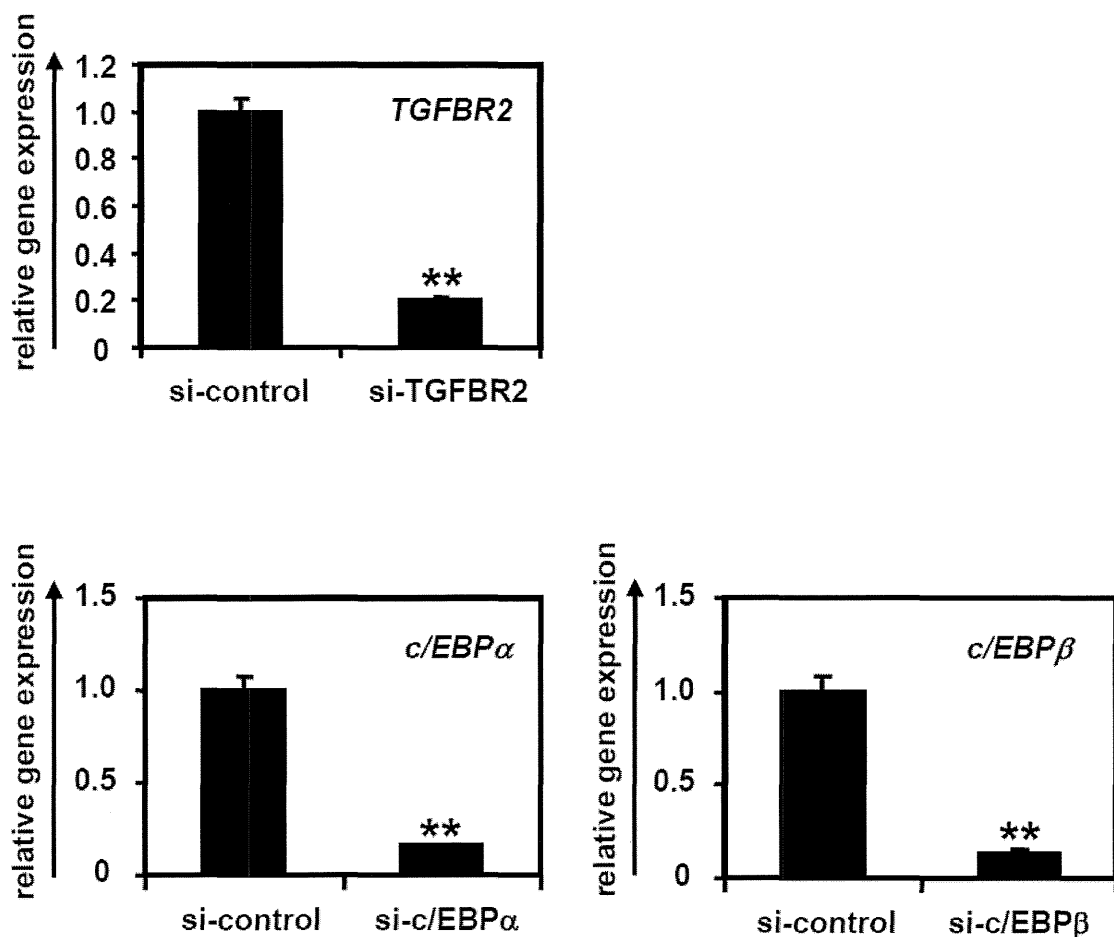 relative gene expression
1.2
1.0
0.8
0.6
0.4
0.2
0
TGFBR2
**
si-control si-TGFBR2
relative gene expression
1.5
1.0
0.5
0
c/EBPα
**
si-control si-c/EBPα
relative gene expression
1.5
1.0
0.5
0
c/EBPβ
**
si-control si-c/EBPβ